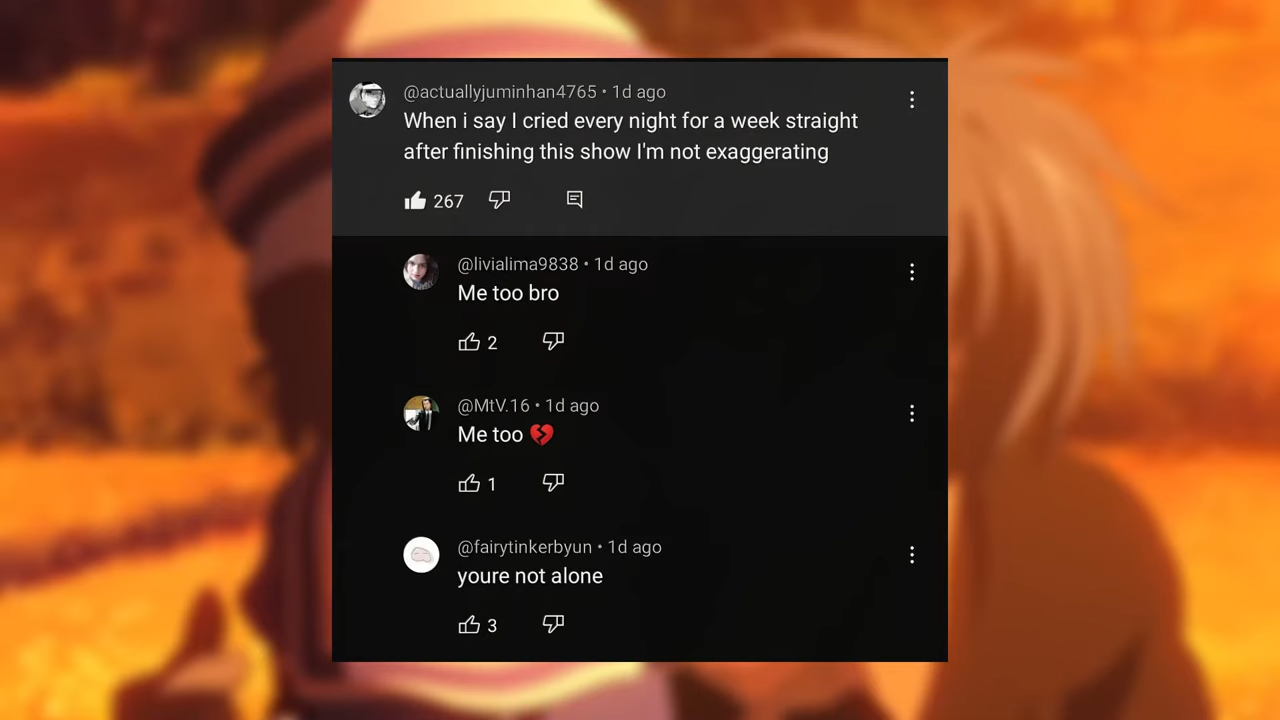 @actuallyjuminhan4765 • 1d ago
When i say I cried every night for a week straight
after finishing this show I'm not exaggerating
267
@livialima9838 • 1d ago
Me too bro
2
@MtV.16 • 1d ago
Me too 💔
1
@fairytinkerbyun • 1d ago
youre not alone
3